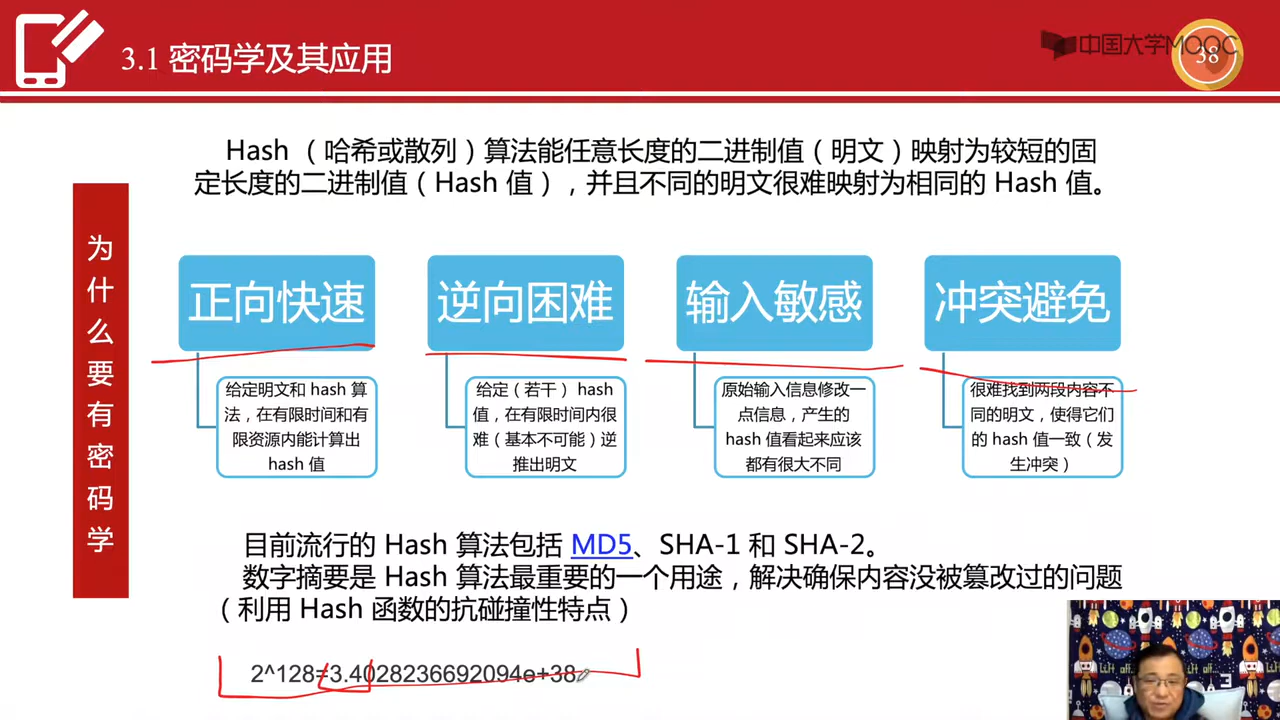 3.1 密码学及其应用
中国大学MOOC
38
Hash （哈希或散列）算法能任意长度的二进制值（明文）映射为较短的固
定长度的二进制值（Hash 值），并且不同的明文很难映射为相同的 Hash 值。
为什么要有密码学
正向快速
逆向困难
输入敏感
冲突避免
给定明文和 hash 算
法，在有限时间和有
限资源内能计算出
hash 值
给定（若干） hash
值，在有限时间内很
难（基本不可能）逆
推出明文
原始输入信息修改一
点信息，产生的
hash 值看起来应该
都有很大不同
很难找到两段内容不
同的明文，使得它们
的 hash 值一致（发
生冲突）
目前流行的 Hash 算法包括 MD5、SHA-1 和 SHA-2。
数字摘要是 Hash 算法最重要的一个用途，解决确保内容没被篡改过的问题
（利用 Hash 函数的抗碰撞性特点）
2^128=3.4028236692094e+38